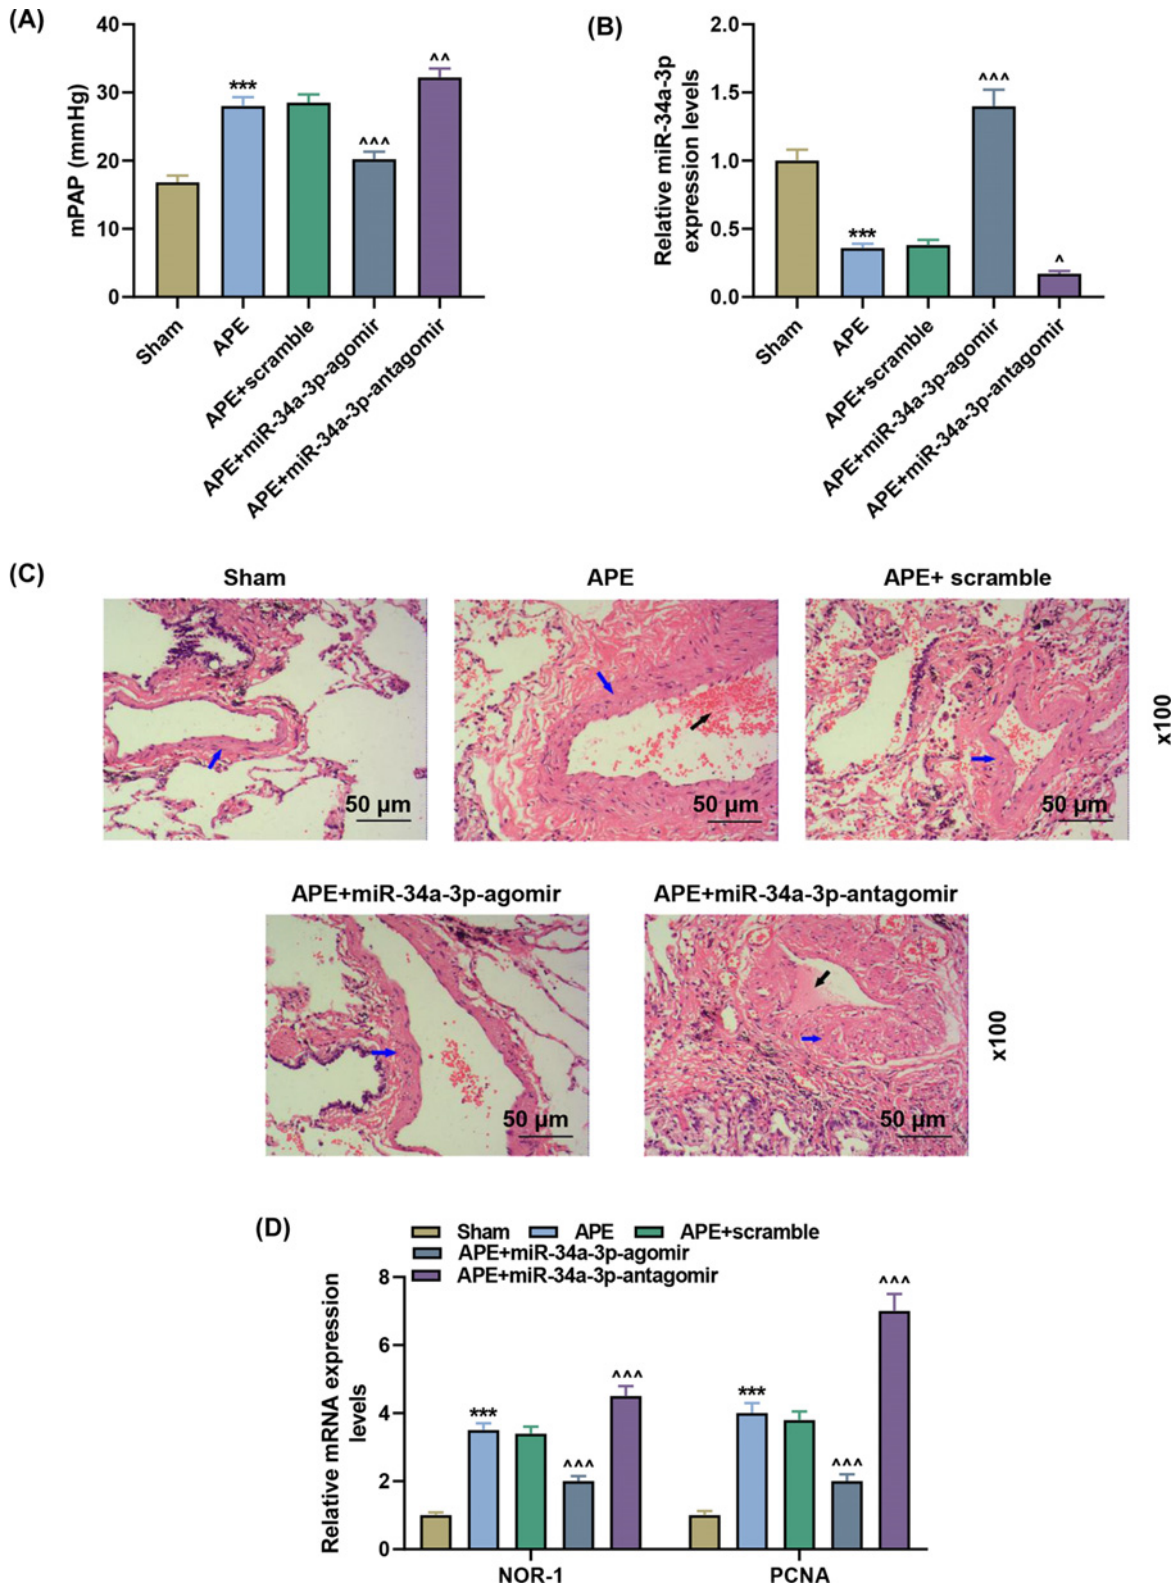 (A)
mPAP (mmHg)
40
30
20
10
0
***
^^^
^^
Sham
APE
APE+scramble
APE+miR-34a-3p-agomir
APE+miR-34a-3p-antagomir
(B)
Relative miR-34a-3p
expression levels
2.0
1.5
1.0
0.5
0.0
***
^^^
^
Sham
APE
APE+scramble
APE+miR-34a-3p-agomir
APE+miR-34a-3p-antagomir
(C)
Sham
APE
APE+ scramble
50 µm
50 µm
50 µm
x100
APE+miR-34a-3p-agomir
APE+miR-34a-3p-antagomir
50 µm
50 µm
x100
(D)
Sham
APE
APE+scramble
APE+miR-34a-3p-agomir
APE+miR-34a-3p-antagomir
Relative mRNA expression
levels
8
6
4
2
0
***
^^^
^^^
***
^^^
^^^
NOR-1
PCNA